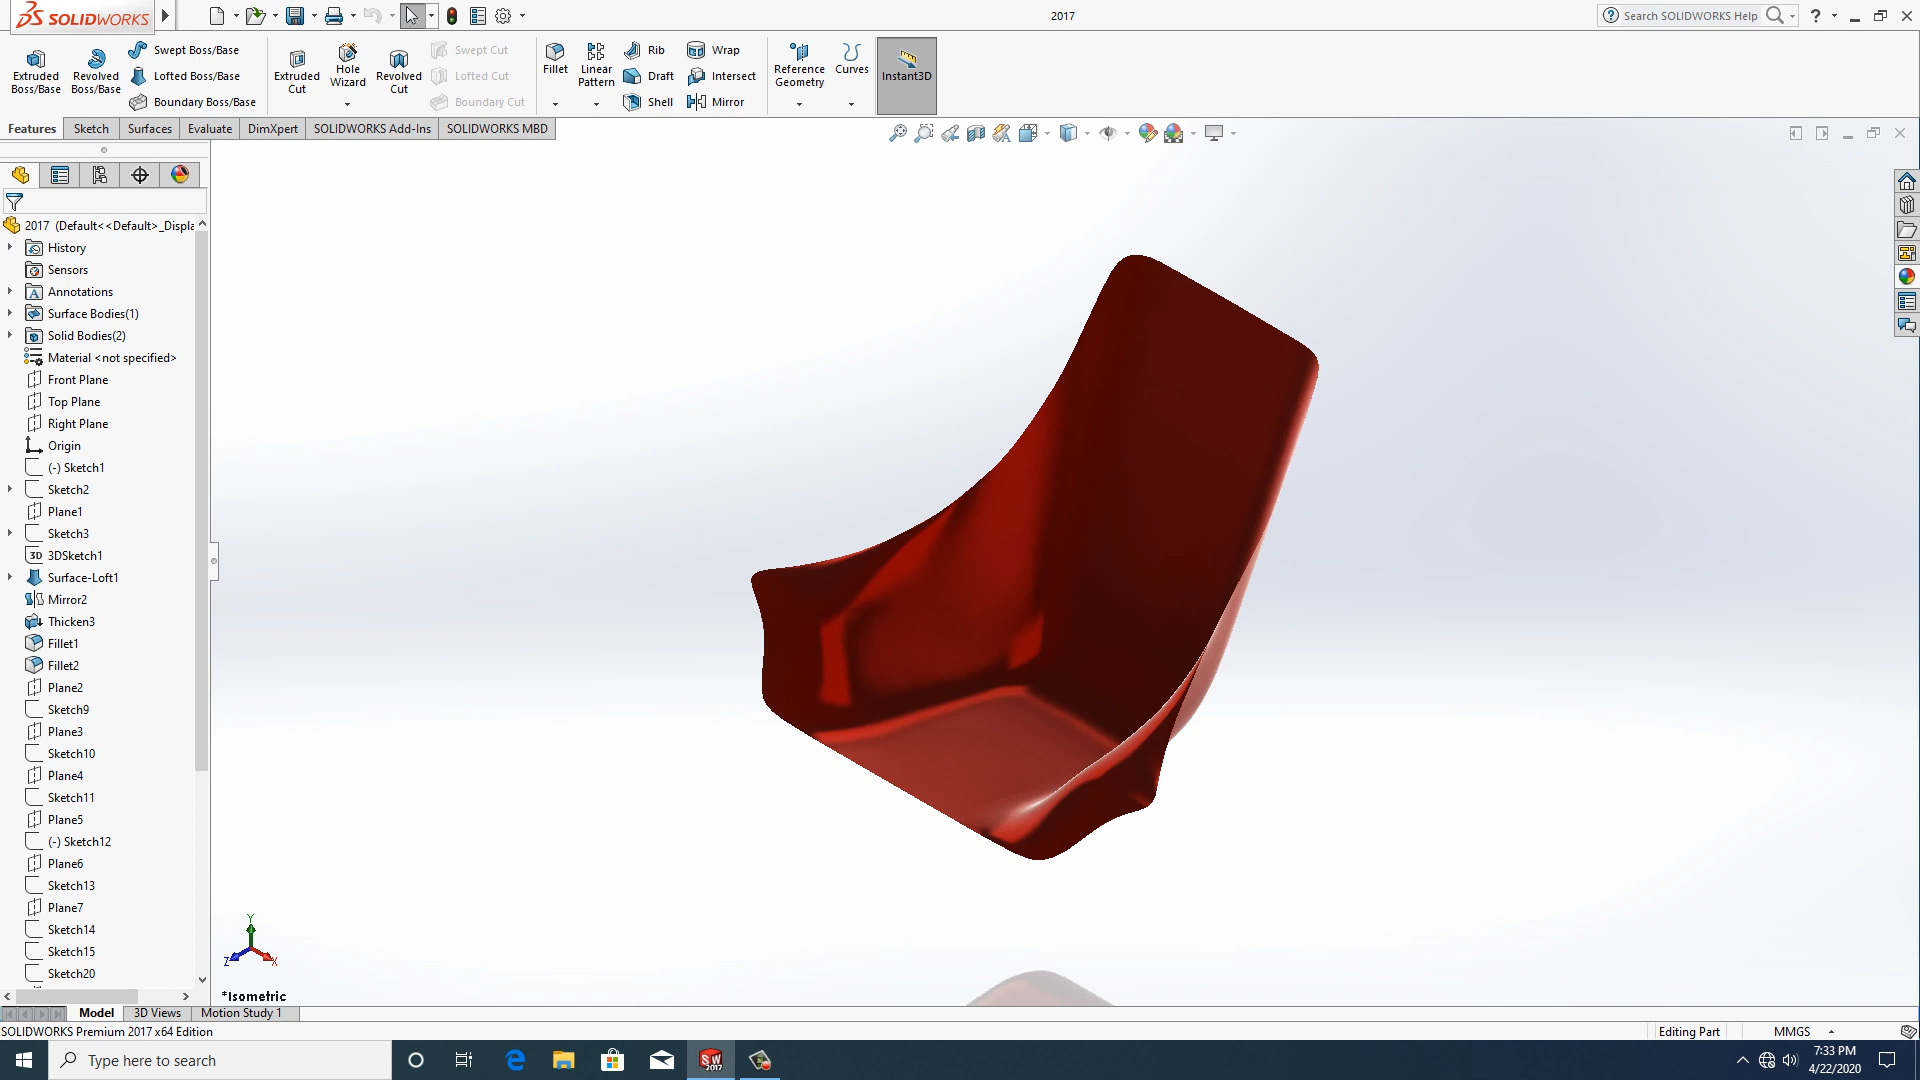 SOLIDWORKS
2017
Search SOLIDWORKS Help
Extruded Boss/Base
Revolved Boss/Base
Swept Boss/Base
Lofted Boss/Base
Boundary Boss/Base
Extruded Cut
Hole Wizard
Revolved Cut
Swept Cut
Lofted Cut
Boundary Cut
Fillet
Linear Pattern
Rib
Draft
Shell
Wrap
Intersect
Mirror
Reference Geometry
Curves
Instant3D
Features
Sketch
Surfaces
Evaluate
DimXpert
SOLIDWORKS Add-Ins
SOLIDWORKS MBD
2017 (Default<<Default>_Displa
History
Sensors
Annotations
Surface Bodies(1)
Solid Bodies(2)
Material <not specified>
Front Plane
Top Plane
Right Plane
Origin
(-) Sketch1
Sketch2
Plane1
Sketch3
3D 3DSketch1
Surface-Loft1
Mirror2
Thicken3
Fillet1
Fillet2
Plane2
Sketch9
Plane3
Sketch10
Plane4
Sketch11
Plane5
(-) Sketch12
Plane6
Sketch13
Plane7
Sketch14
Sketch15
Sketch20
Y
Z
X
*Isometric
Model
3D Views
Motion Study 1
SOLIDWORKS Premium 2017 x64 Edition
Editing Part
MMGS
Type here to search
SW 2017
7:33 PM
4/22/2020